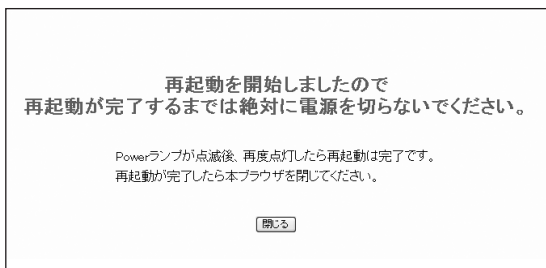 再起動を開始しましたので
再起動が完了するまでは絶対に電源を切らないでください。
Powerランプが点滅後、再度点灯したら再起動は完了です。
再起動が完了したら本ブラウザを閉じてください。
閉じる